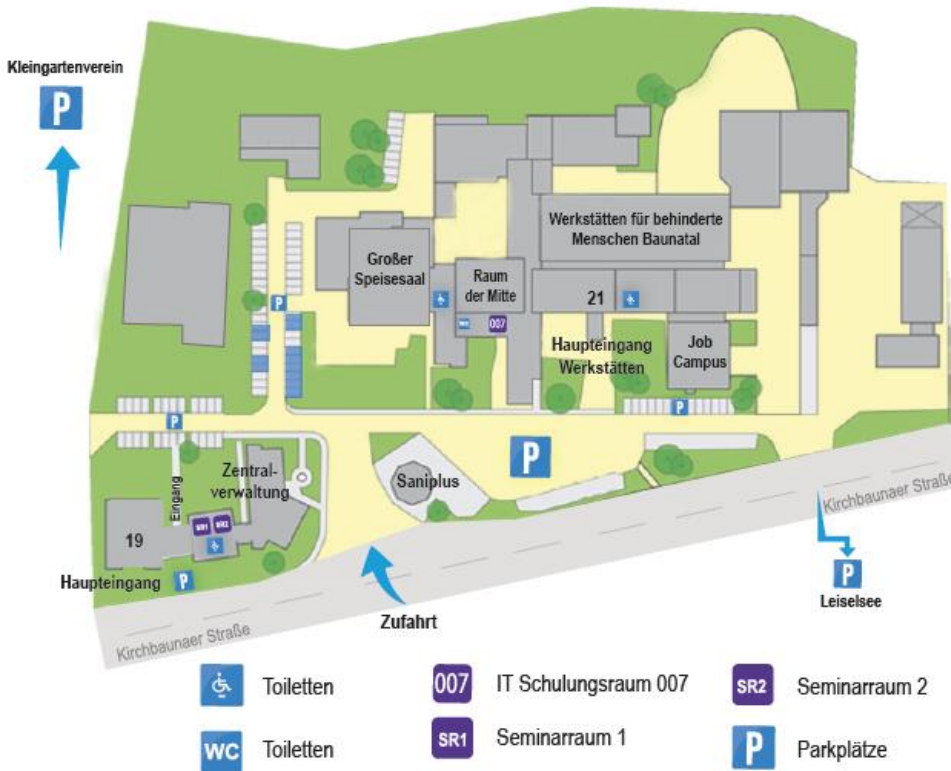 Kleingartenverein
P
Werkstätten für behinderte
Menschen Baunatal
Großer
Speisesaal
Raum
der Mitte
21
WC
007
Haupteingang
Werkstätten
Job
Campus
P
P
P
P
Zentral-
verwaltung
Eingang
Saniplus
SR1
SR2
19
Haupteingang
P
Kirchbaunaer Straße
P
Leiselsee
Zufahrt
Kirchbaunaer Straße
Toiletten
007 IT Schulungsraum 007
SR2 Seminarraum 2
WC Toiletten
SR1 Seminarraum 1
P Parkplätze